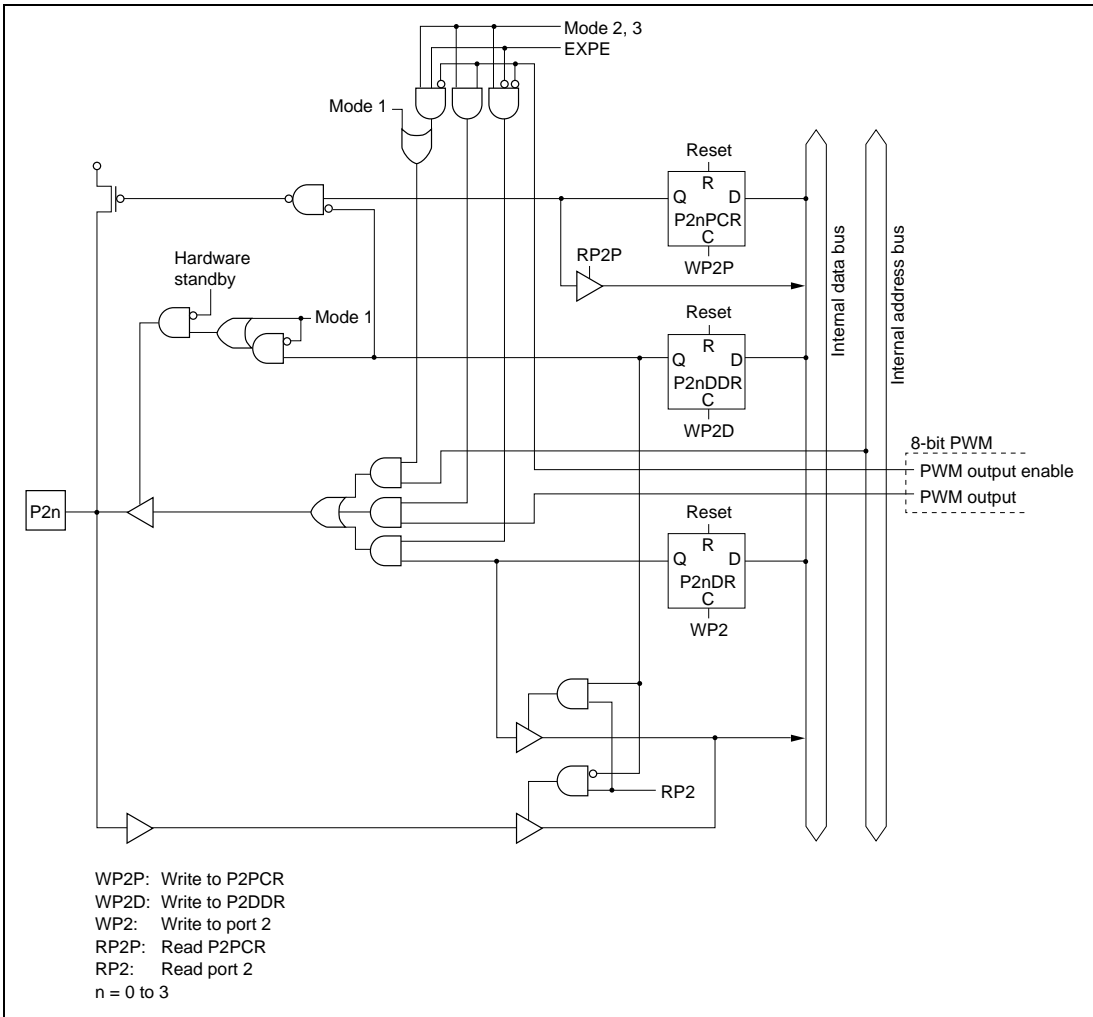 Mode 2, 3
EXPE
Mode 1
Reset
R
Q D
P2nPCR
C
WP2P
RP2P
Hardware
standby
Mode 1
Reset
R
Q D
P2nDDR
C
WP2D
Internal data bus
Internal address bus
8-bit PWM
PWM output enable
PWM output
P2n
Reset
R
Q D
P2nDR
C
WP2
RP2
WP2P: Write to P2PCR
WP2D: Write to P2DDR
WP2: Write to port 2
RP2P: Read P2PCR
RP2: Read port 2
n = 0 to 3